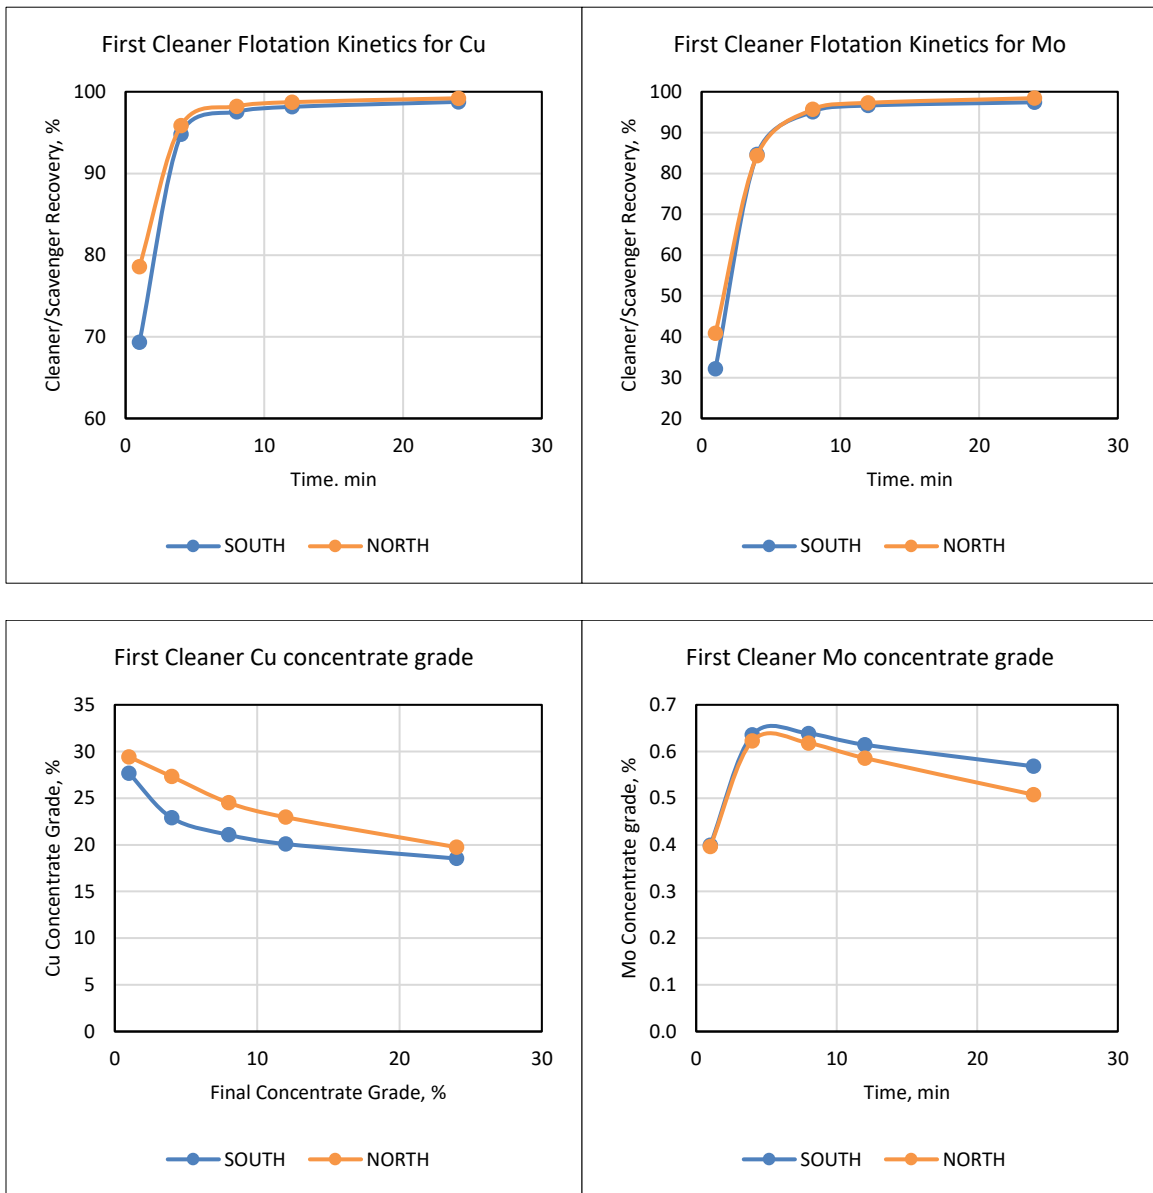 First Cleaner Flotation Kinetics for Cu
Cleaner/Scavenger Recovery, %
100
90
80
70
60
0 10 20 30
Time. min
SOUTH NORTH
First Cleaner Flotation Kinetics for Mo
Cleaner/Scavenger Recovery, %
100
90
80
70
60
50
40
30
20
0 10 20 30
Time. min
SOUTH NORTH
First Cleaner Cu concentrate grade
Cu Concentrate Grade, %
35
30
25
20
15
10
5
0
0 10 20 30
Final Concentrate Grade, %
SOUTH NORTH
First Cleaner Mo concentrate grade
Mo Concentrate grade, %
0.7
0.6
0.5
0.4
0.3
0.2
0.1
0.0
0 10 20 30
Time, min
SOUTH NORTH